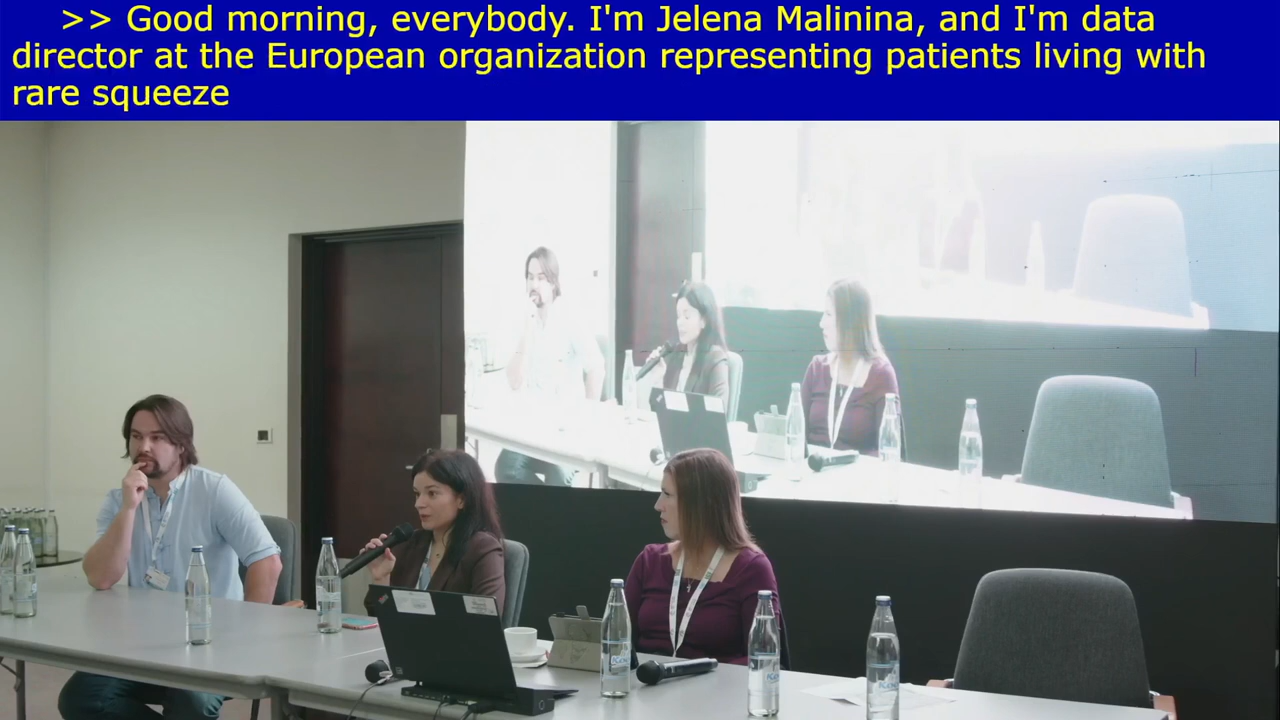 >> Good morning, everybody. I'm Jelena Malinina, and I'm data
director at the European organization representing patients living with
rare squeeze